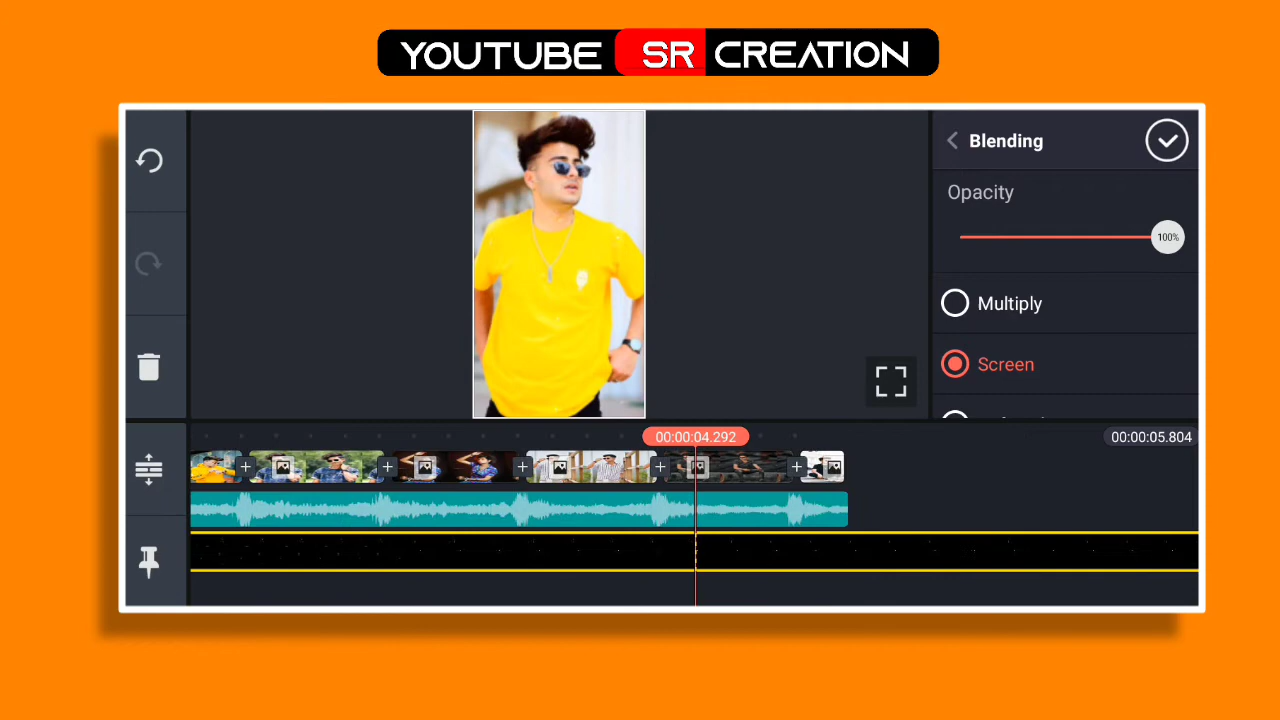 YOUTUBE SR CREATION
Blending
Opacity
100%
Multiply
Screen
00:00:04.292
00:00:05.804